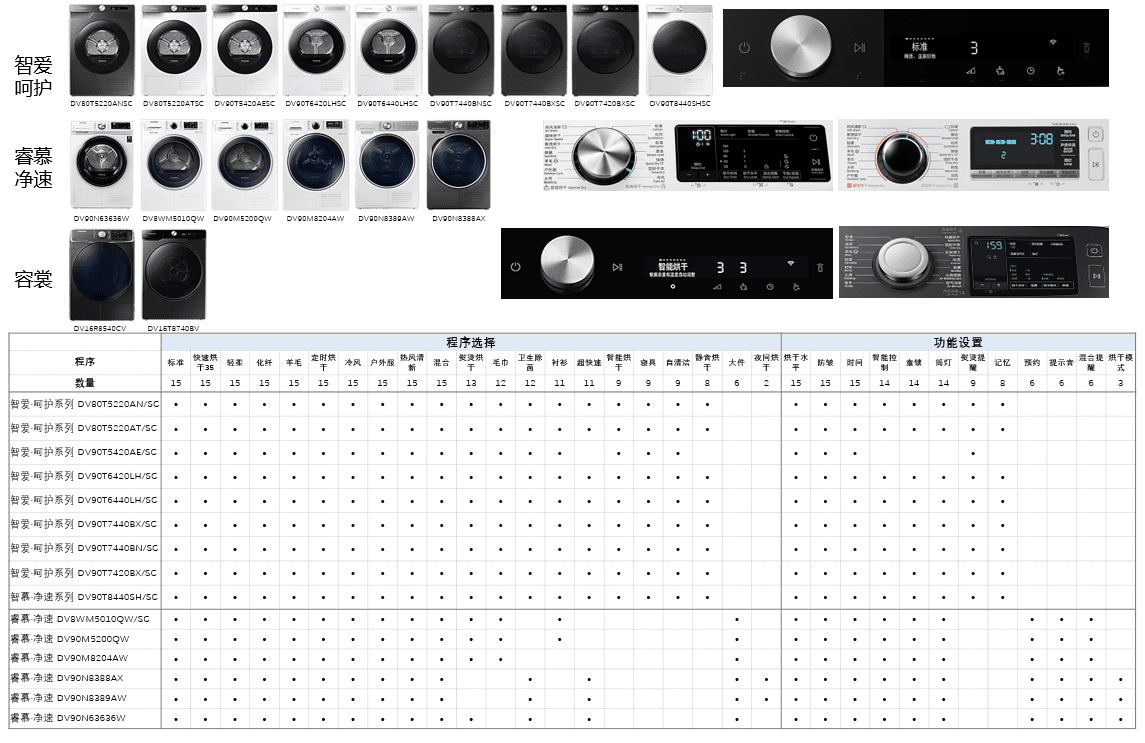 智爱
呵护
DV80T5220ANSC DV80T5220ATSC DV90T5420AESC DV90T6420LHSC DV90T6440LHSC DV90T7440BNSC DV90T7440BXSC DV90T7420BXSC DV90T8440SHSC
标准
3
睿慕
净速
1:00
3:08
2
DV90N63636W DV8WM5010QW DV90M5200QW DV90M8204AW DV90N8389AW DV90N8388AX
容裳
智能烘干
3 3
1:59
DV16R8540CV DV16T8740BV
程序选择 功能设置
程序 标准 快速烘干35 轻柔 化纤 羊毛 定时烘干 冷风 户外服 热风清新 混合 熨烫烘干 毛巾 卫生除菌 衬衫 超快速 智能烘干 寝具 自清洁 静音烘干 大件 夜间烘干 烘干水平 防皱 时间 智能控制 童锁 筒灯 熨烫提醒 记忆 预约 提示音 混合提醒 烘干模式
数量 15 15 15 15 15 15 15 15 15 15 13 12 12 11 11 9 9 9 8 6 2 15 15 15 14 14 14 9 8 6 6 6 3
智爱·呵护系列 DV80T5220AN/SC • • • • • • • • • • • • • • • • • • • • • • • • • • •
智爱·呵护系列 DV80T5220AT/SC • • • • • • • • • • • • • • • • • • • • • • • • • • •
智爱·呵护系列 DV90T5420AE/SC • • • • • • • • • • • • • • • • • • • • •
智爱·呵护系列 DV90T6420LH/SC • • • • • • • • • • • • • • • • • • • • • • • • • • •
智爱·呵护系列 DV90T6440LH/SC • • • • • • • • • • • • • • • • • • • • • • • • • • •
智爱·呵护系列 DV90T7440BX/SC • • • • • • • • • • • • • • • • • • • • • • • • • • •
智爱·呵护系列 DV90T7440BN/SC • • • • • • • • • • • • • • • • • • • • • • • • • • •
智爱·呵护系列 DV90T7420BX/SC • • • • • • • • • • • • • • • • • • • • • • • • • • •
智慕·净速系列 DV90T8440SH/SC • • • • • • • • • • • • • • • • • • • • • • • • • • •
睿慕·净速 DV8WM5010QW/SC • • • • • • • • • • • • • • • • • • • • • • •
睿慕·净速 DV90M5200QW • • • • • • • • • • • • • • • • • • • • • • •
睿慕·净速 DV90M8204AW • • • • • • • • • • • • • • • • • • • • • •
睿慕·净速 DV90N8388AX • • • • • • • • • • • • • • • • • • • • • • • •
睿慕·净速 DV90N8389AW • • • • • • • • • • • • • • • • • • • • • • • •
睿慕·净速 DV90N63636W • • • • • • • • • • • • • • • • • • • • • • • •